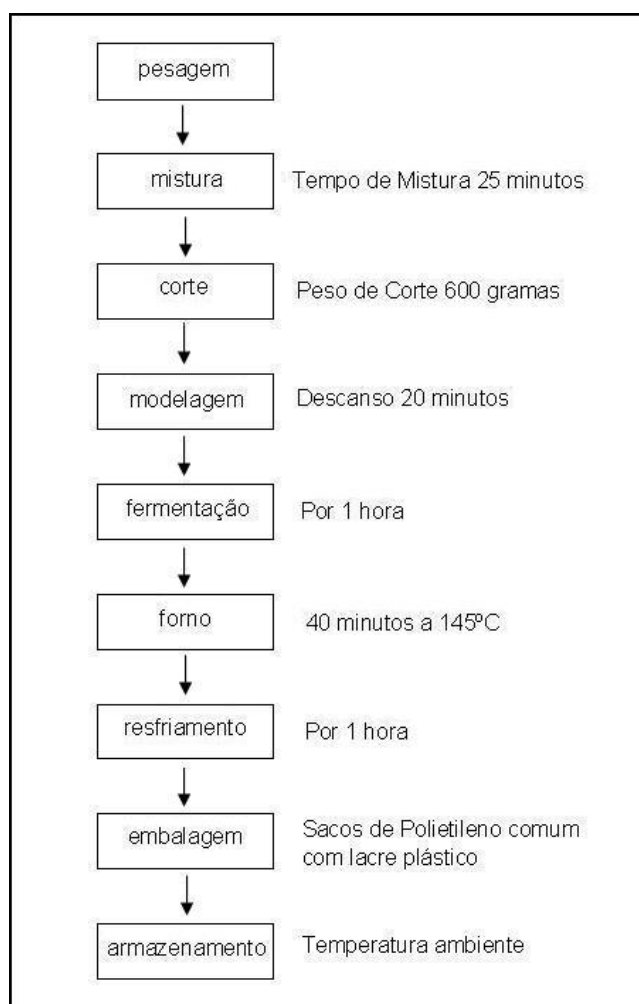 pesagem
mistura
Tempo de Mistura 25 minutos
corte
Peso de Corte 600 gramas
modelagem
Descanso 20 minutos
fermentação
Por 1 hora
forno
40 minutos a 145ºC
resfriamento
Por 1 hora
embalagem
Sacos de Polietileno comum
com lacre plástico
armazenamento
Temperatura ambiente